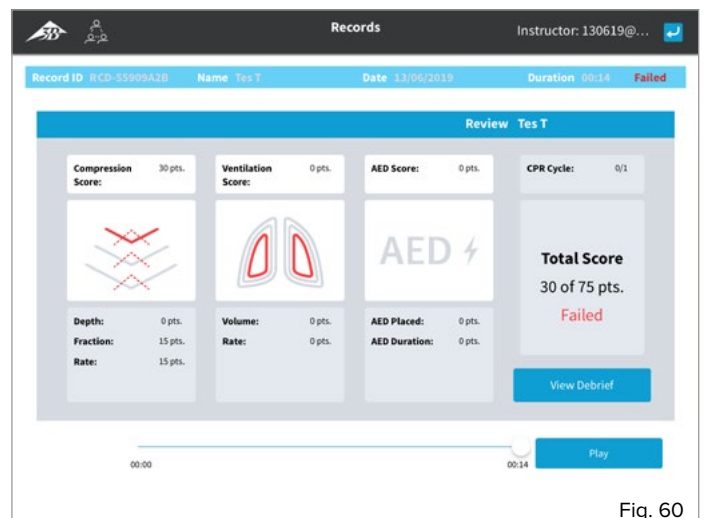 3B Records Instructor: 130619@...
Record ID RCD-S5909A2B Name Tes T Date 13/06/2019 Duration 00:14 Failed
Review Tes T
Compression Score: 30 pts.
Ventilation Score: 0 pts.
AED Score: 0 pts.
CPR Cycle: 0/1
AED
Total Score
30 of 75 pts.
Failed
Depth: 0 pts.
Fraction: 15 pts.
Rate: 15 pts.
Volume: 0 pts.
Rate: 0 pts.
AED Placed: 0 pts.
AED Duration: 0 pts.
View Debrief
00:00 00:14 Play
Fig. 60